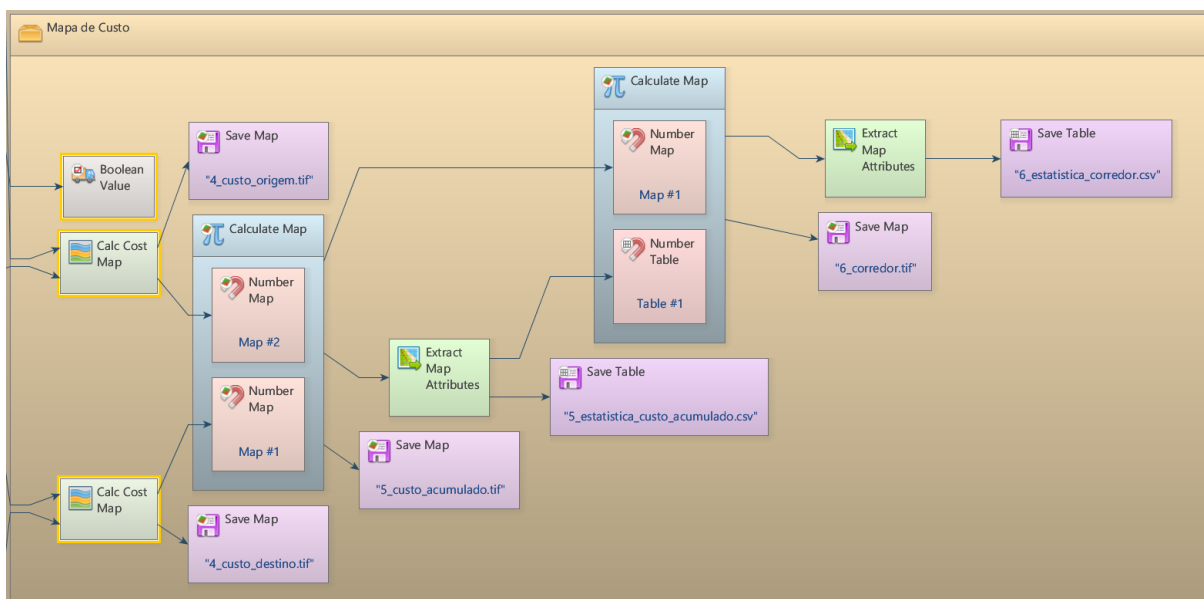 Mapa de Custo
Boolean
Value
Calc Cost
Map
Save Map
"4_custo_origem.tif"
Calculate Map
Number
Map
Map #2
Number
Map
Map #1
Calc Cost
Map
Save Map
"4_custo_destino.tif"
Extract
Map
Attributes
Save Map
"5_custo_acumulado.tif"
Save Table
"5_estatistica_custo_acumulado.csv"
Calculate Map
Number
Map
Map #1
Number
Table
Table #1
Extract
Map
Attributes
Save Map
"6_corredor.tif"
Save Table
"6_estatistica_corredor.csv"